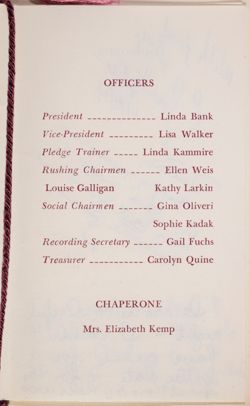 OFFICERS
President -------------- Linda Bank
Vice-President --------- Lisa Walker
Pledge Trainer ----- Linda Kammire
Rushing Chairmen ------ Ellen Weis
Louise Galligan Kathy Larkin
Social Chairmen ------- Gina Oliveri
Sophie Kadak
Recording Secretary ------ Gail Fuchs
Treasurer ----------- Carolyn Quine
CHAPERONE
Mrs. Elizabeth Kemp